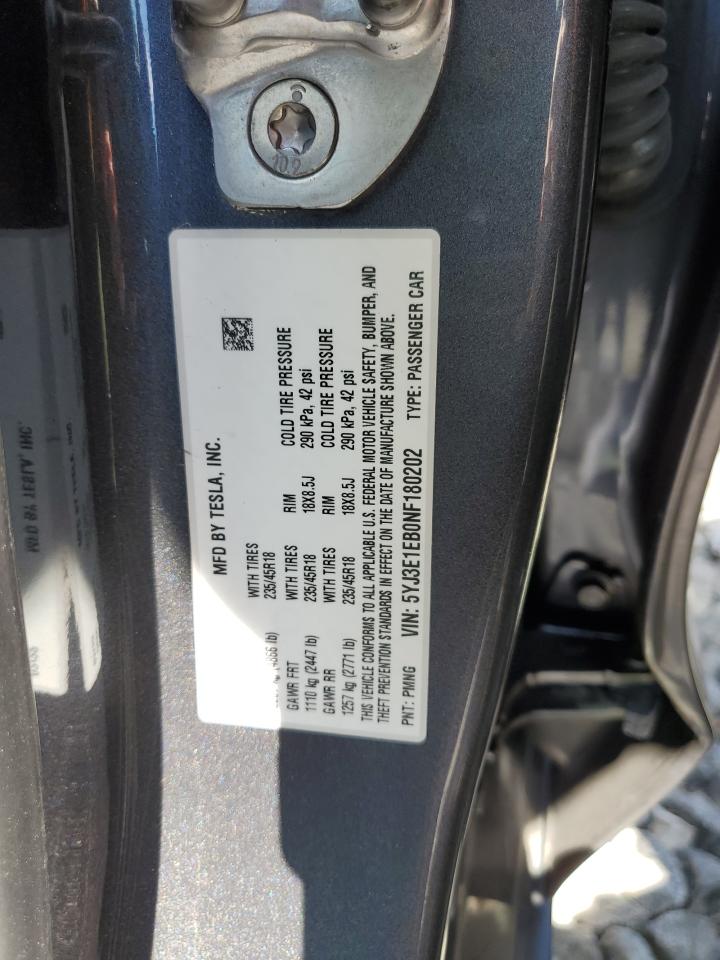 MFD BY TESLA, INC.
WITH TIRES
235/45R18
GAWR FRT WITH TIRES RIM COLD TIRE PRESSURE
1110 kg (2447 lb) 235/45R18 18X8.5J 290 kPa, 42 psi
GAWR RR WITH TIRES RIM COLD TIRE PRESSURE
1257 kg (2771 lb) 235/45R18 18X8.5J 290 kPa, 42 psi
THIS VEHICLE CONFORMS TO ALL APPLICABLE U.S. FEDERAL MOTOR VEHICLE SAFETY, BUMPER, AND
THEFT PREVENTION STANDARDS IN EFFECT ON THE DATE OF MANUFACTURE SHOWN ABOVE.
PNT: PMNG VIN: 5YJ3E1EB0NF180202 TYPE: PASSENGER CAR
10.9